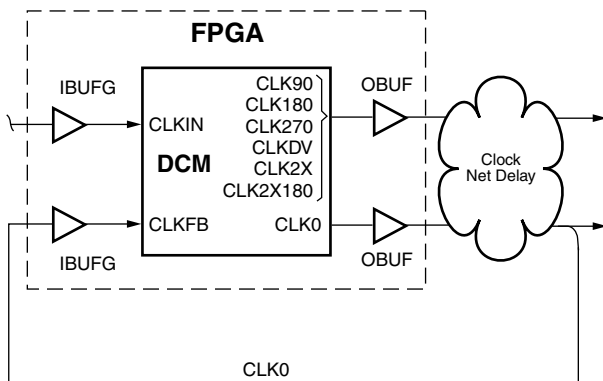 FPGA
IBUFG
CLKIN
DCM
CLKFB
IBUFG
CLK90
CLK180
CLK270
CLKDV
CLK2X
CLK2X180
CLK0
OBUF
OBUF
Clock
Net Delay
CLK0